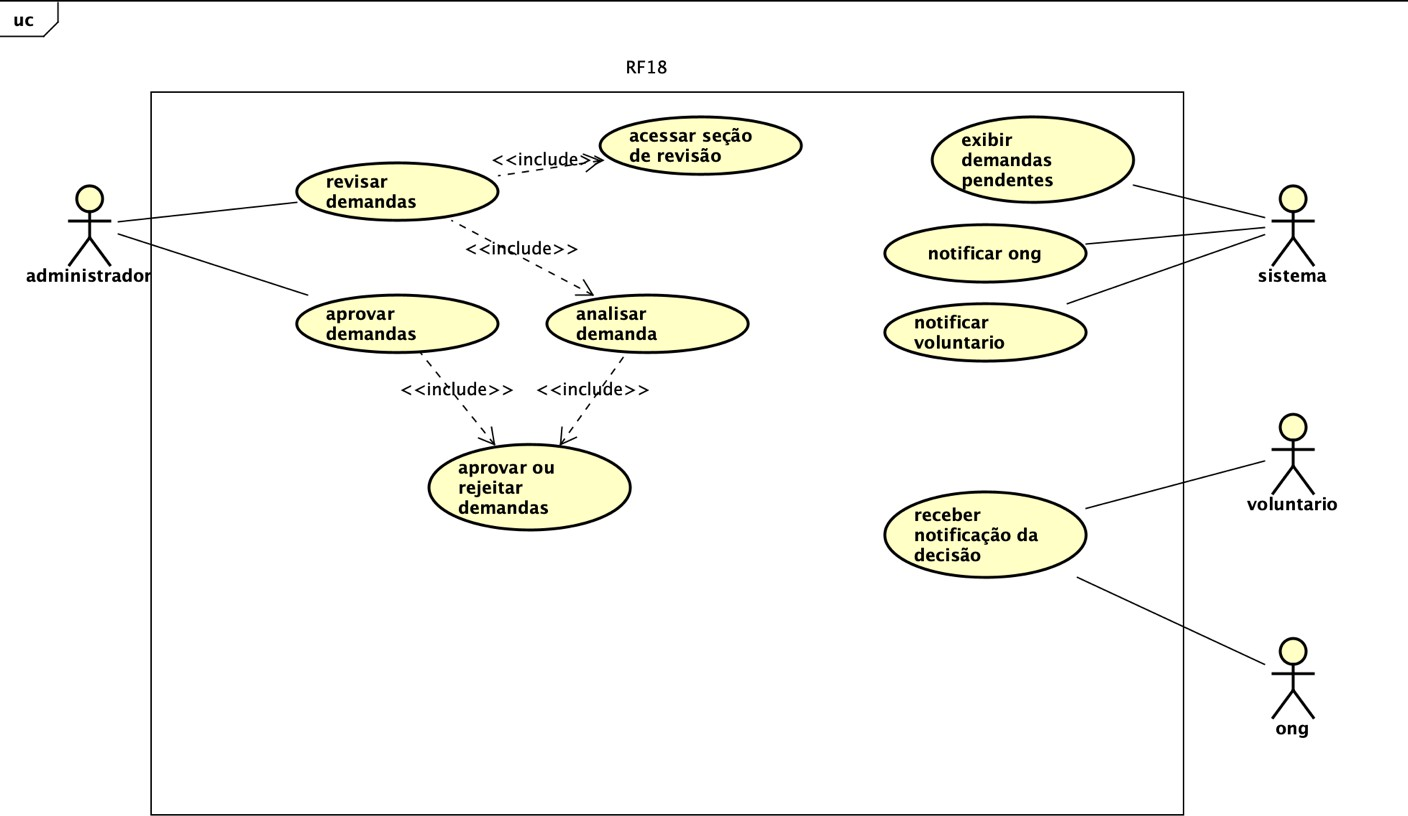 uc
RF18
revisar
demandas
<<include>>
acessar seção
de revisão
<<include>>
aprovar
demandas
analisar
demanda
<<include>>
<<include>>
aprovar ou
rejeitar
demandas
administrador
exibir
demandas
pendentes
notificar ong
notificar
voluntario
sistema
receber
notificação da
decisão
voluntario
ong